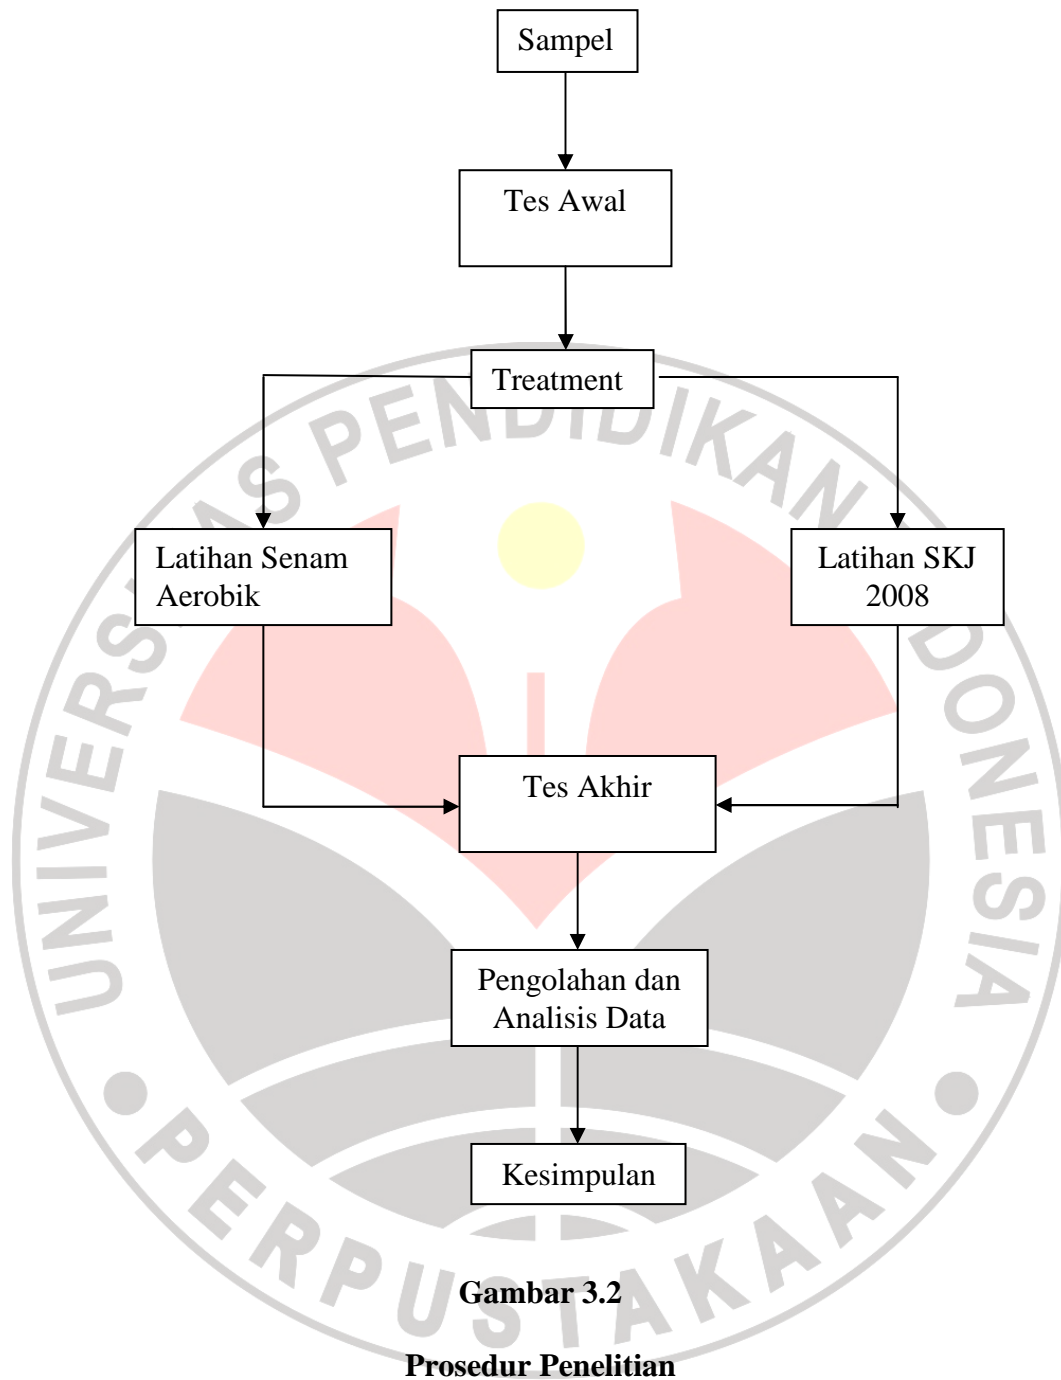 Sampel
Tes Awal
Treatment
Latihan Senam
Aerobik
Latihan SKJ
2008
Tes Akhir
Pengolahan dan
Analisis Data
Kesimpulan
Gambar 3.2
Prosedur Penelitian
UNIVERSITAS PENDIDIKAN INDONESIA
PERPUSTAKAAN